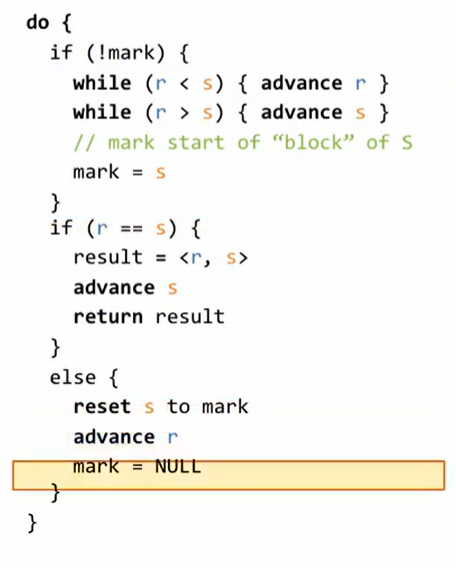 do {
if (!mark) {
while (r < s) { advance r }
while (r > s) { advance s }
// mark start of “block” of S
mark = s
}
if (r == s) {
result = <r, s>
advance s
return result
}
else {
reset s to mark
advance r
mark = NULL
}
}